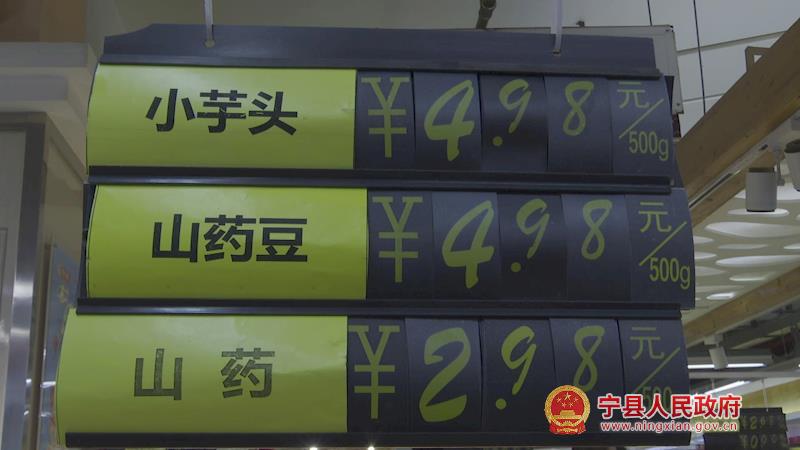 小芋头 ¥ 4.98 元/500g
山药豆 ¥ 4.98 元/500g
山药 ¥ 2.98 元/500
宁县人民政府
www.ningxian.gov.cn